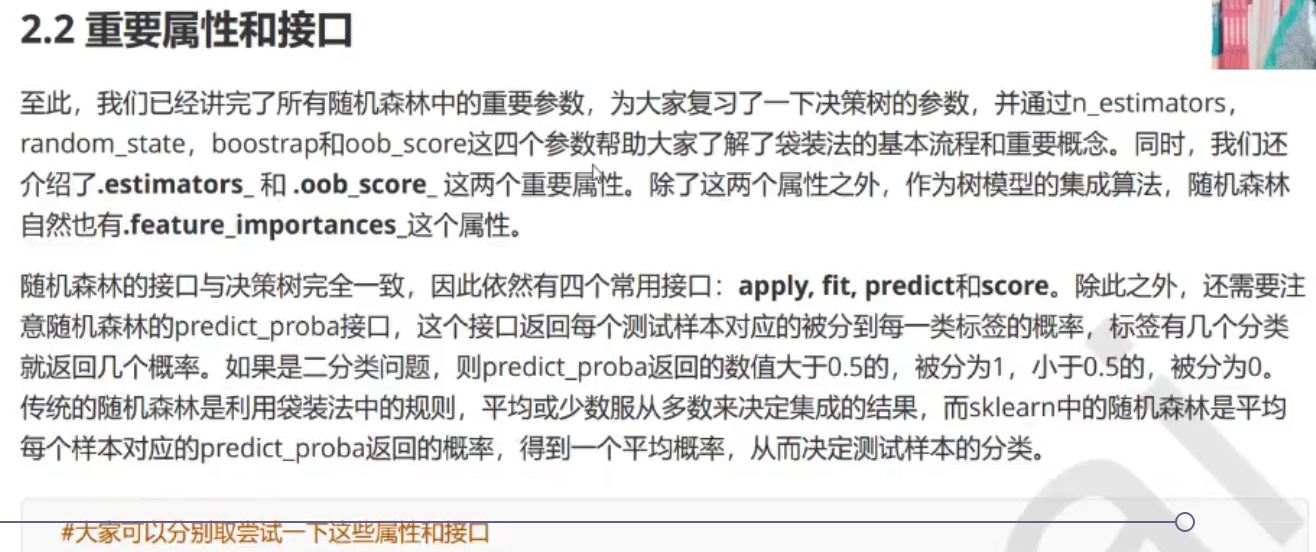 2.2 重要属性和接口
至此，我们已经讲完了所有随机森林中的重要参数，为大家复习了一下决策树的参数，并通过n_estimators，
random_state，boostrap和oob_score这四个参数帮助大家了解了袋装法的基本流程和重要概念。同时，我们还
介绍了.estimators_ 和 .oob_score_ 这两个重要属性。除了这两个属性之外，作为树模型的集成算法，随机森林
自然也有.feature_importances_这个属性。
随机森林的接口与决策树完全一致，因此依然有四个常用接口：apply, fit, predict和score。除此之外，还需要注
意随机森林的predict_proba接口，这个接口返回每个测试样本对应的被分到每一类标签的概率，标签有几个分类
就返回几个概率。如果是二分类问题，则predict_proba返回的数值大于0.5的，被分为1，小于0.5的，被分为0。
传统的随机森林是利用袋装法中的规则，平均或少数服从多数来决定集成的结果，而sklearn中的随机森林是平均
每个样本对应的predict_proba返回的概率，得到一个平均概率，从而决定测试样本的分类。
#大家可以分别取尝试一下这些属性和接口
ai